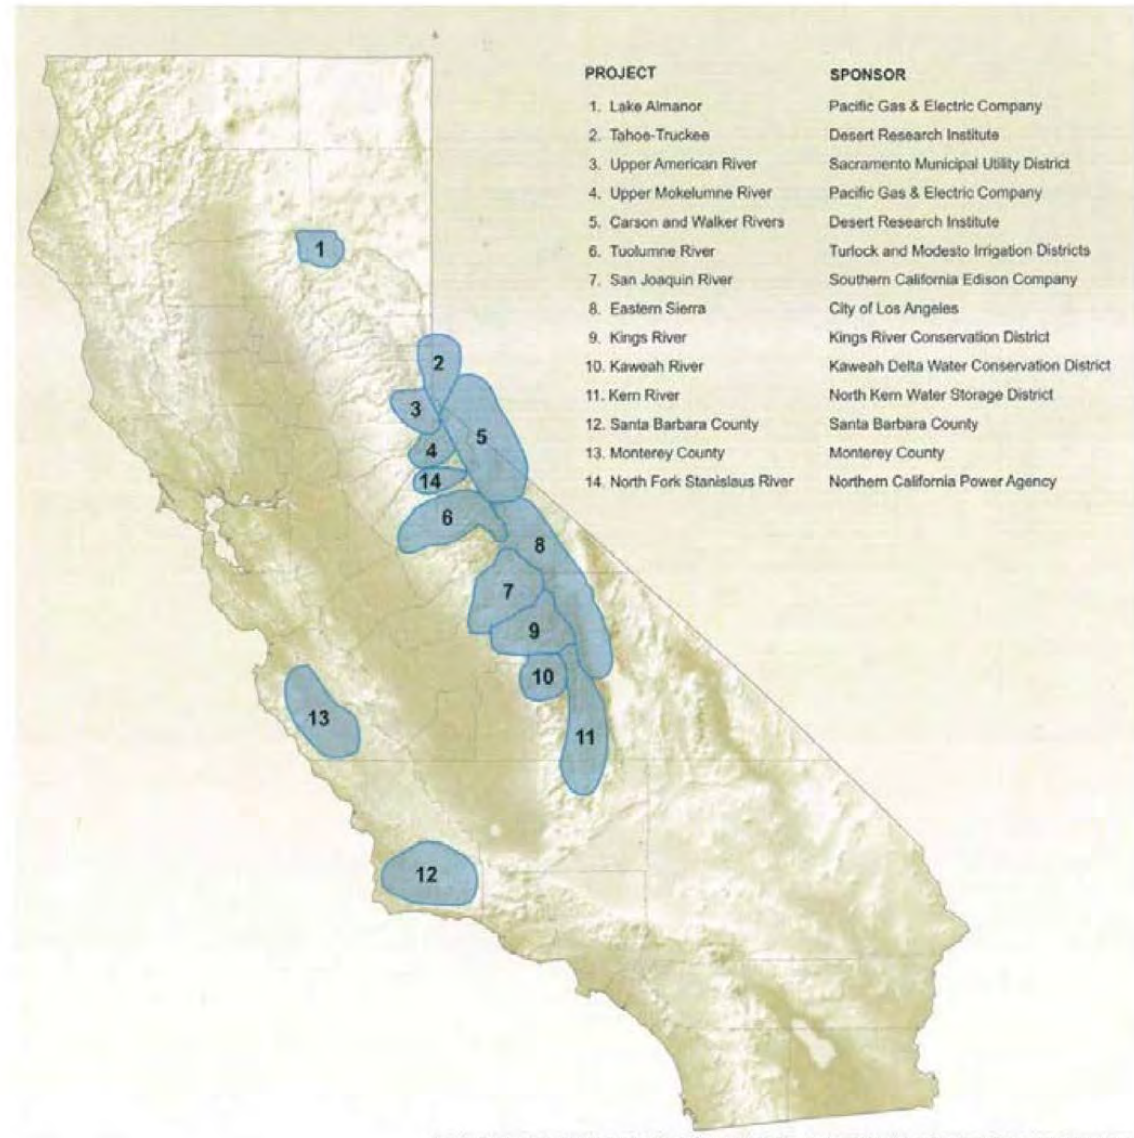 PROJECT SPONSOR
1. Lake Almanor Pacific Gas & Electric Company
2. Tahoe-Truckee Desert Research Institute
3. Upper American River Sacramento Municipal Utility District
4. Upper Mokelumne River Pacific Gas & Electric Company
5. Carson and Walker Rivers Desert Research Institute
6. Tuolumne River Turlock and Modesto Irrigation Districts
7. San Joaquin River Southern California Edison Company
8. Eastern Sierra City of Los Angeles
9. Kings River Kings River Conservation District
10. Kaweah River Kaweah Delta Water Conservation District
11. Kern River North Kern Water Storage District
12. Santa Barbara County Santa Barbara County
13. Monterey County Monterey County
14. North Fork Stanislaus River Northern California Power Agency
1
2
3
5
4
14
6
8
7
9
10
13
11
12